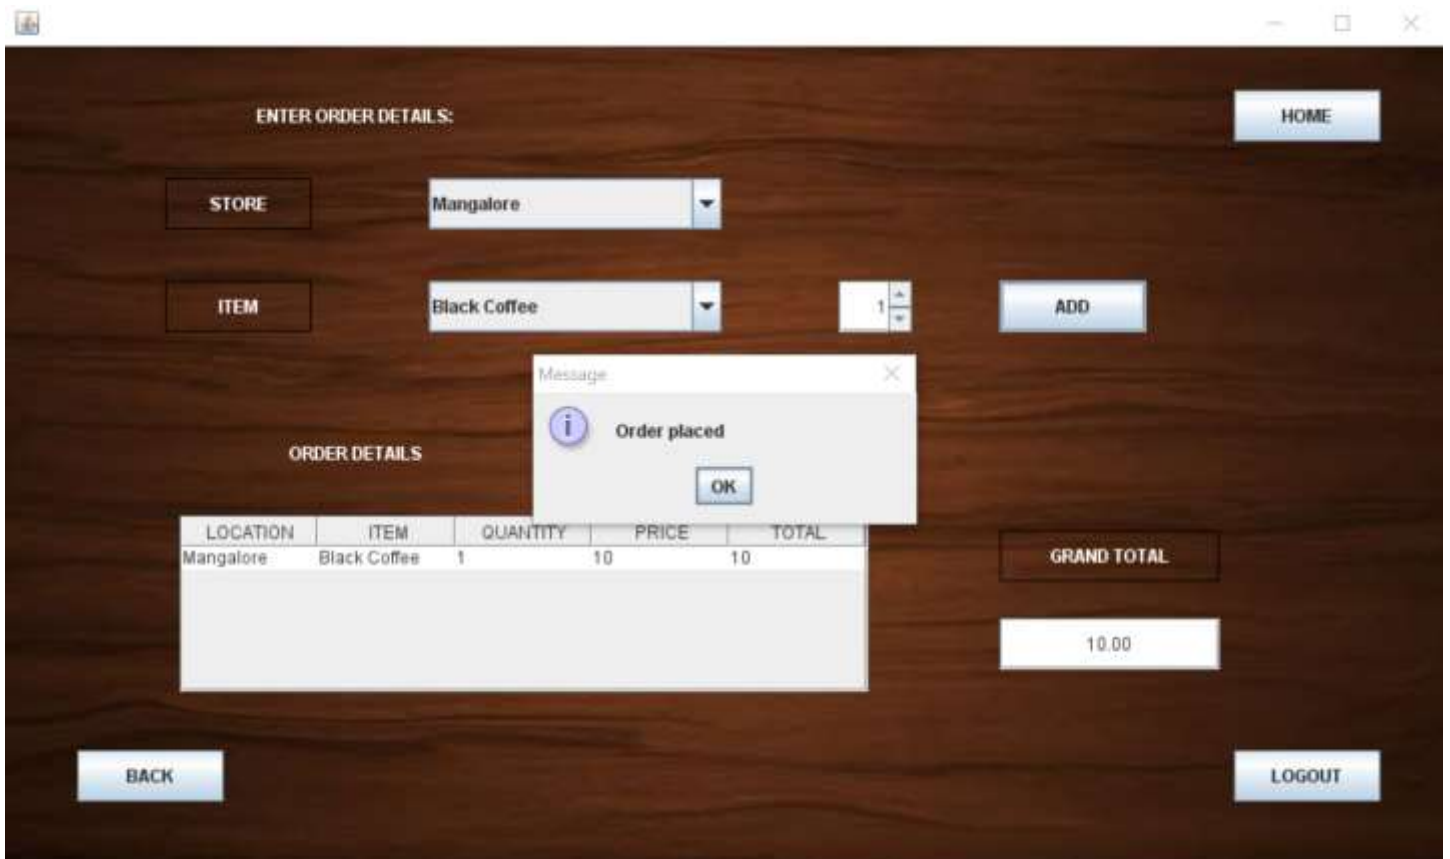 ENTER ORDER DETAILS:
HOME
STORE
Mangalore
ITEM
Black Coffee
1
ADD
Message
Order placed
OK
ORDER DETAILS
LOCATION ITEM QUANTITY PRICE TOTAL
Mangalore Black Coffee 1 10 10
GRAND TOTAL
10.00
BACK
LOGOUT